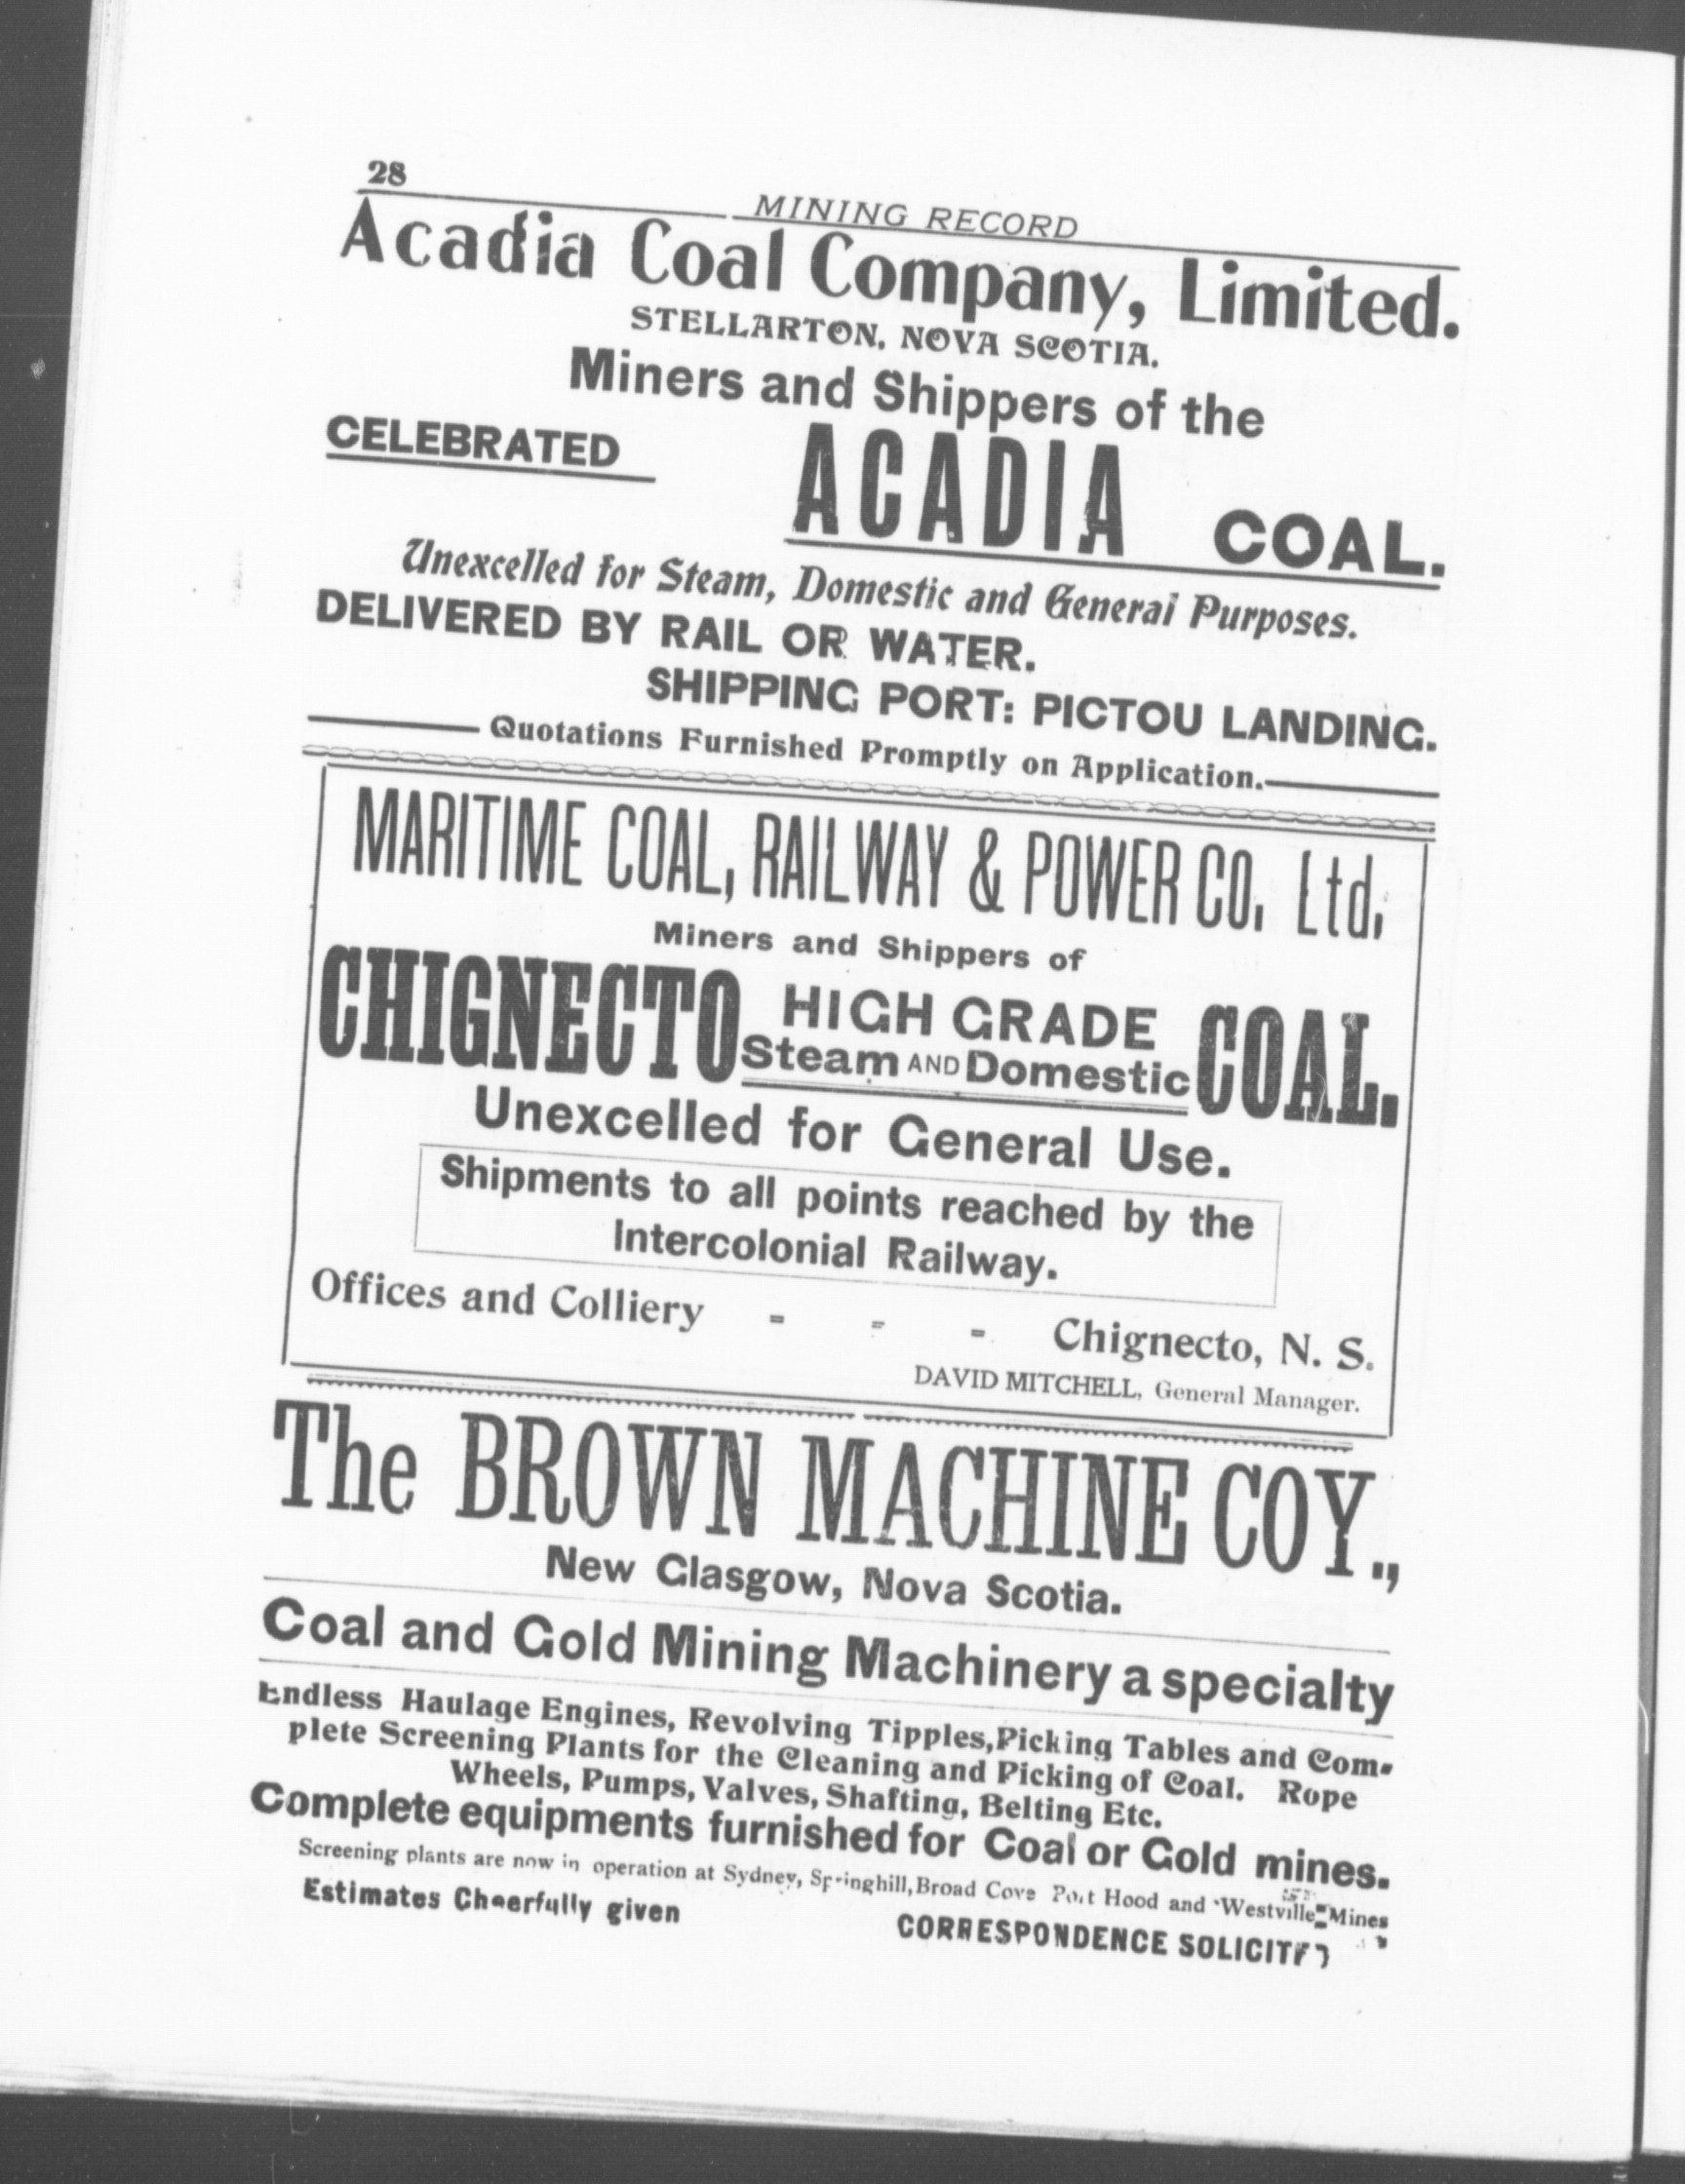 28
MINING RECORD
Acadia Coal Company, Limited.
STELLARTON, NOVA SCOTIA.
Miners and Shippers of the
CELEBRATED ACADIA COAL.
Unexcelled for Steam, Domestic and General Purposes.
DELIVERED BY RAIL OR WATER.
SHIPPING PORT: PICTOU LANDING.
Quotations Furnished Promptly on Application.
MARITIME COAL, RAILWAY & POWER CO. Ltd.
Miners and Shippers of
CHIGNECTO HIGH GRADE Steam AND Domestic COAL.
Unexcelled for General Use.
Shipments to all points reached by the
Intercolonial Railway.
Offices and Colliery - - - Chignecto, N. S.
DAVID MITCHELL, General Manager.
The BROWN MACHINE COY.,
New Glasgow, Nova Scotia.
Coal and Gold Mining Machinery a specialty
Endless Haulage Engines, Revolving Tipples, Picking Tables and Com-
plete Screening Plants for the Cleaning and Picking of Coal. Rope
Wheels, Pumps, Valves, Shafting, Belting Etc.
Complete equipments furnished for Coal or Gold mines.
Screening plants are now in operation at Sydney, Springhill, Broad Cove Port Hood and Westville Mines
Estimates Cheerfully given
CORRESPONDENCE SOLICITED